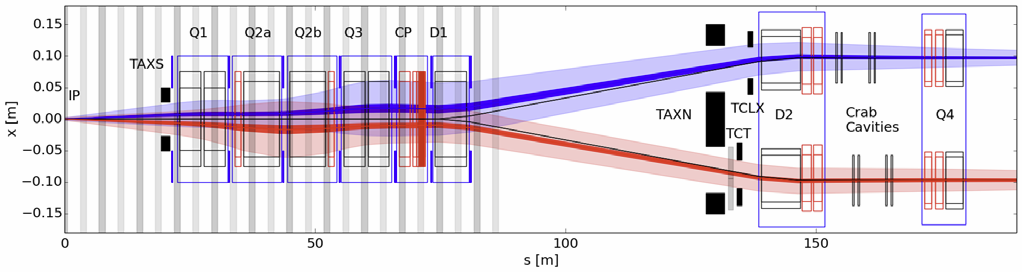 0.15
0.10
0.05
0.00
−0.05
−0.10
−0.15
x [m]
IP
TAXS
Q1
Q2a
Q2b
Q3
CP
D1
TAXN
TCLX
TCT
D2
Crab
Cavities
Q4
0
50
100
150
s [m]